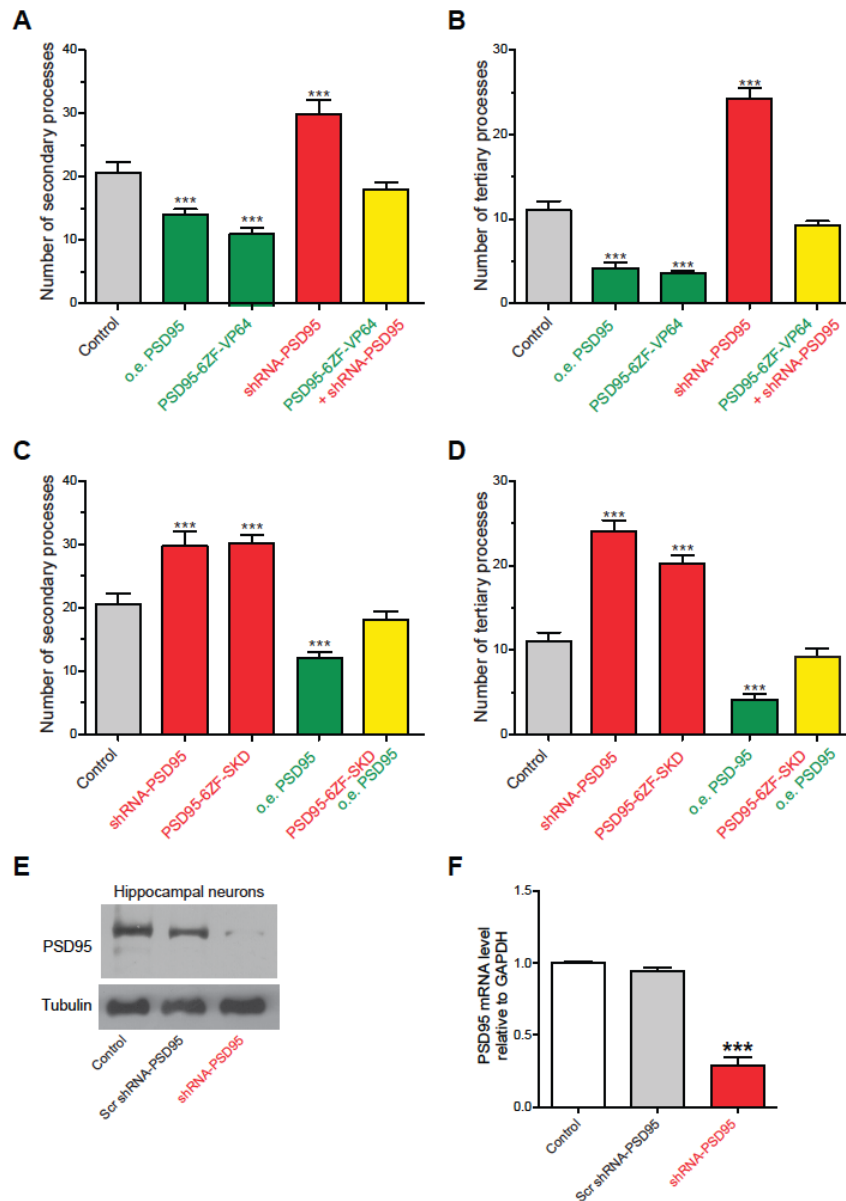 A
Number of secondary processes
40
30
20
10
0
***
***
***
Control
o.e. PSD95
PSD95-6ZF-VP64
shRNA-PSD95
PSD95-6ZF-VP64
+ shRNA-PSD95
B
Number of tertiary processes
30
20
10
0
***
***
***
Control
o.e. PSD95
PSD95-6ZF-VP64
shRNA-PSD95
PSD95-6ZF-VP64
+ shRNA-PSD95
C
Number of secondary processes
40
30
20
10
0
***
***
***
Control
shRNA-PSD95
PSD95-6ZF-SKD
o.e. PSD95
PSD95-6ZF-SKD
o.e. PSD95
D
Number of tertiary processes
30
20
10
0
***
***
***
Control
shRNA-PSD95
PSD95-6ZF-SKD
o.e. PSD-95
PSD95-6ZF-SKD
o.e. PSD95
E
Hippocampal neurons
PSD95
Tubulin
Control
Scr shRNA-PSD95
shRNA-PSD95
F
PSD95 mRNA level
relative to GAPDH
1.5
1.0
0.5
0.0
***
Control
Scr shRNA-PSD95
shRNA-PSD95